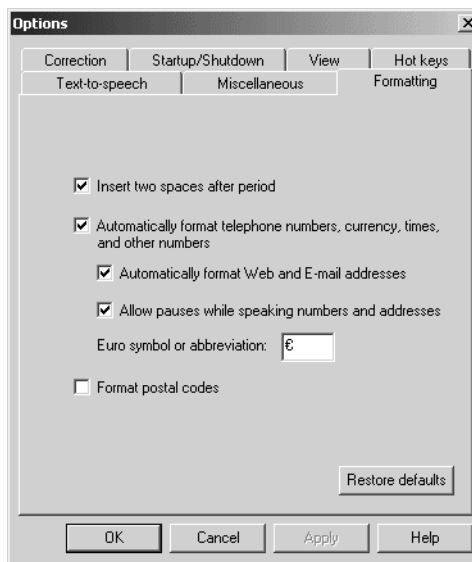 Options
Correction
Startup/Shutdown
View
Hot keys
Text-to-speech
Miscellaneous
Formatting
Insert two spaces after period
Automatically format telephone numbers, currency, times,
and other numbers
Automatically format Web and E-mail addresses
Allow pauses while speaking numbers and addresses
Euro symbol or abbreviation: €
Format postal codes
Restore defaults
OK
Cancel
Apply
Help